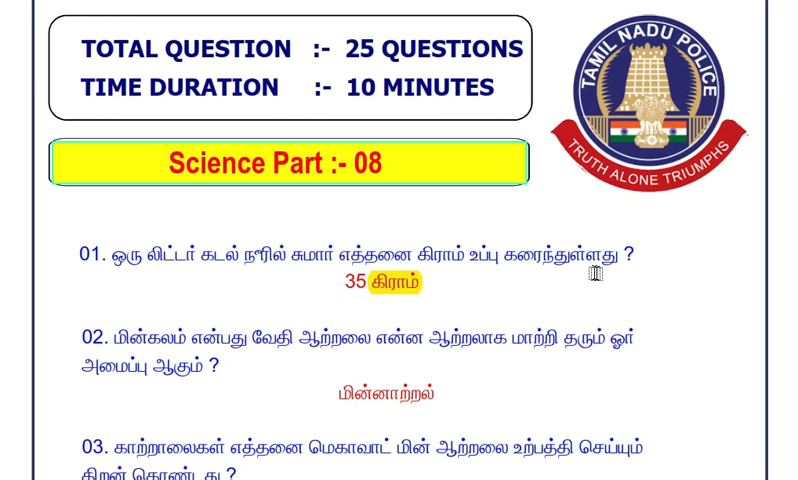 TOTAL QUESTION :- 25 QUESTIONS
TIME DURATION :- 10 MINUTES
TAMIL NADU POLICE
TRUTH ALONE TRIUMPHS
Science Part :- 08
01. ஒரு லிட்டர் கடல் நீரில் சுமார் எத்தனை கிராம் உப்பு கரைந்துள்ளது ?
35 கிராம்
02. மின்கலம் என்பது வேதி ஆற்றலை என்ன ஆற்றலாக மாற்றி தரும் ஓர்
அமைப்பு ஆகும் ?
மின்னாற்றல்
03. காற்றாலைகள் எத்தனை மெகாவாட் மின் ஆற்றலை உற்பத்தி செய்யும்
திறன் கொண்டது ?